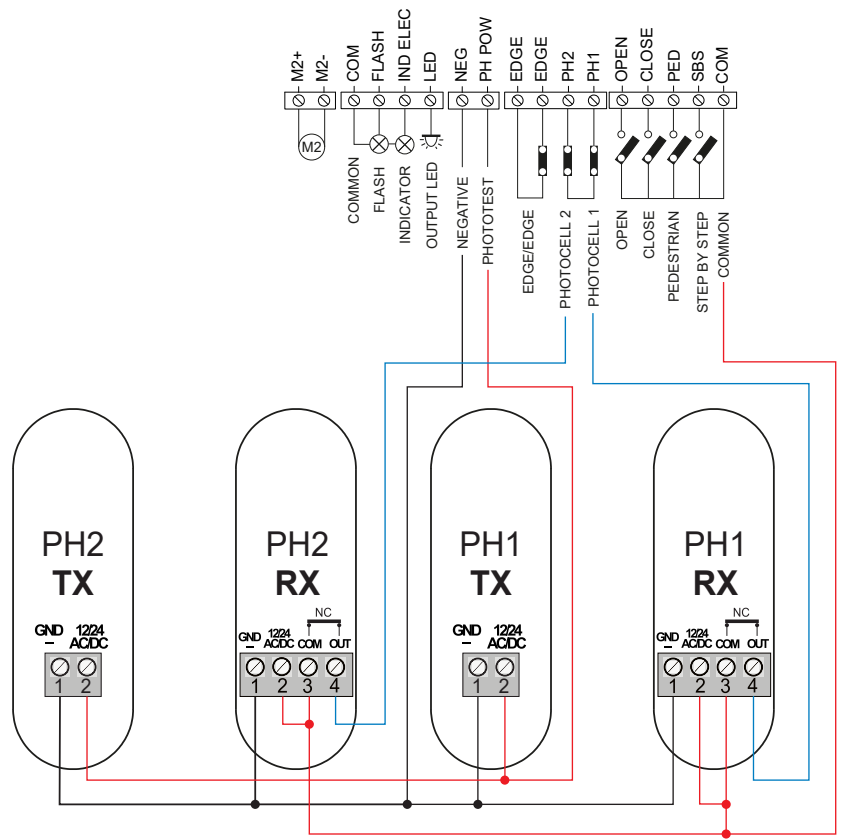 M2+ M2- COM FLASH IND ELEC LED NEG PH POW EDGE EDGE PH2 PH1 OPEN CLOSE PED SBS COM
M2
COMMON FLASH INDICATOR OUTPUT LED NEGATIVE PHOTOTEST EDGE/EDGE PHOTOCELL 2 PHOTOCELL 1 OPEN CLOSE PEDESTRIAN STEP BY STEP COMMON
PH2
TX
GND 12/24
– AC/DC
1 2
PH2
RX
NC
GND 12/24
– AC/DC COM OUT
1 2 3 4
PH1
TX
GND 12/24
– AC/DC
1 2
PH1
RX
NC
GND 12/24
– AC/DC COM OUT
1 2 3 4